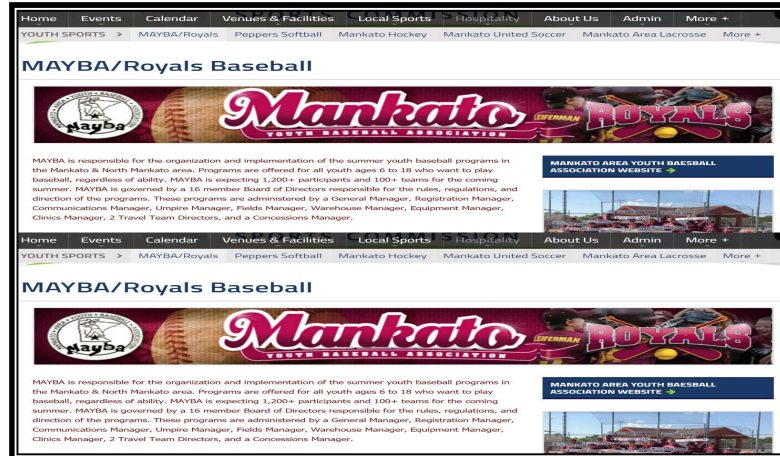 SPORTS COMMISSION
Home Events Calendar Venues & Facilities Local Sports Hospitality About Us Admin More +
YOUTH SPORTS > MAYBA/Royals Peppers Softball Mankato Hockey Mankato United Soccer Mankato Area Lacrosse More +
MAYBA/Royals Baseball
Mayba
Mankato
YOUTH BASEBALL ASSOCIATION
LEIFERMAN
ROYALS
MAYBA is responsible for the organization and implementation of the summer youth baseball programs in
the Mankato & North Mankato area. Programs are offered for all youth ages 6 to 18 who want to play
baseball, regardless of ability. MAYBA is expecting 1,200+ participants and 100+ teams for the coming
summer. MAYBA is governed by a 16 member Board of Directors responsible for the rules, regulations, and
direction of the programs. These programs are administered by a General Manager, Registration Manager,
Communications Manager, Umpire Manager, Fields Manager, Warehouse Manager, Equipment Manager,
Clinics Manager, 2 Travel Team Directors, and a Concessions Manager.
MANKATO AREA YOUTH BAESBALL
ASSOCIATION WEBSITE →
SPORTS COMMISSION
Home Events Calendar Venues & Facilities Local Sports Hospitality About Us Admin More +
YOUTH SPORTS > MAYBA/Royals Peppers Softball Mankato Hockey Mankato United Soccer Mankato Area Lacrosse More +
MAYBA/Royals Baseball
Mayba
Mankato
YOUTH BASEBALL ASSOCIATION
LEIFERMAN
ROYALS
MAYBA is responsible for the organization and implementation of the summer youth baseball programs in
the Mankato & North Mankato area. Programs are offered for all youth ages 6 to 18 who want to play
baseball, regardless of ability. MAYBA is expecting 1,200+ participants and 100+ teams for the coming
summer. MAYBA is governed by a 16 member Board of Directors responsible for the rules, regulations, and
direction of the programs. These programs are administered by a General Manager, Registration Manager,
Communications Manager, Umpire Manager, Fields Manager, Warehouse Manager, Equipment Manager,
Clinics Manager, 2 Travel Team Directors, and a Concessions Manager.
MANKATO AREA YOUTH BAESBALL
ASSOCIATION WEBSITE →